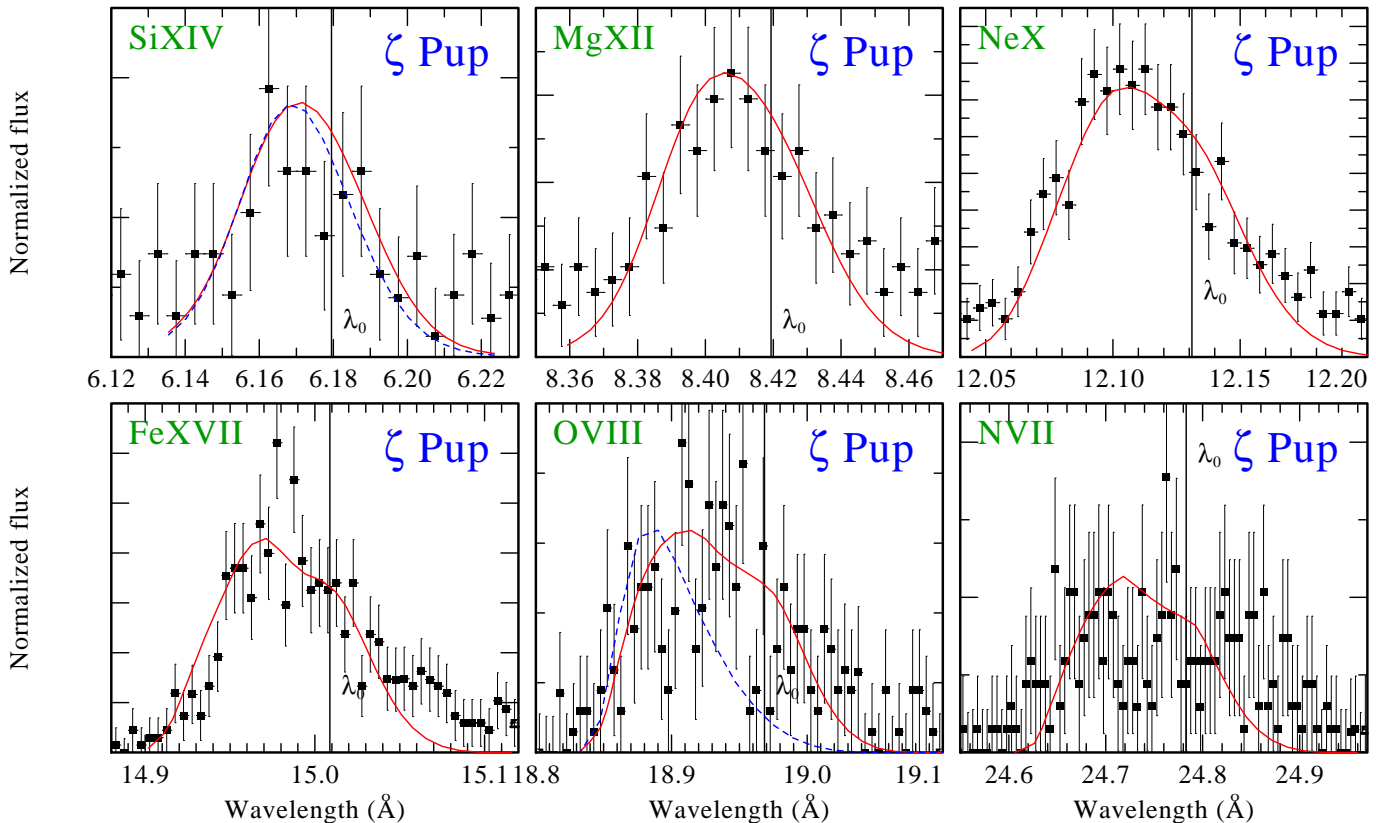 SiXIV
ζ Pup
λ₀
MgXII
ζ Pup
λ₀
NeX
ζ Pup
λ₀
Normalized flux
6.12 6.14 6.16 6.18 6.20 6.22
8.36 8.38 8.40 8.42 8.44 8.46
12.05 12.10 12.15 12.20
FeXVII
ζ Pup
λ₀
OVIII
ζ Pup
λ₀
NVII
λ₀ ζ Pup
Normalized flux
14.9 15.0 15.1
18.8 18.9 19.0 19.1
24.6 24.7 24.8 24.9
Wavelength (Å)
Wavelength (Å)
Wavelength (Å)